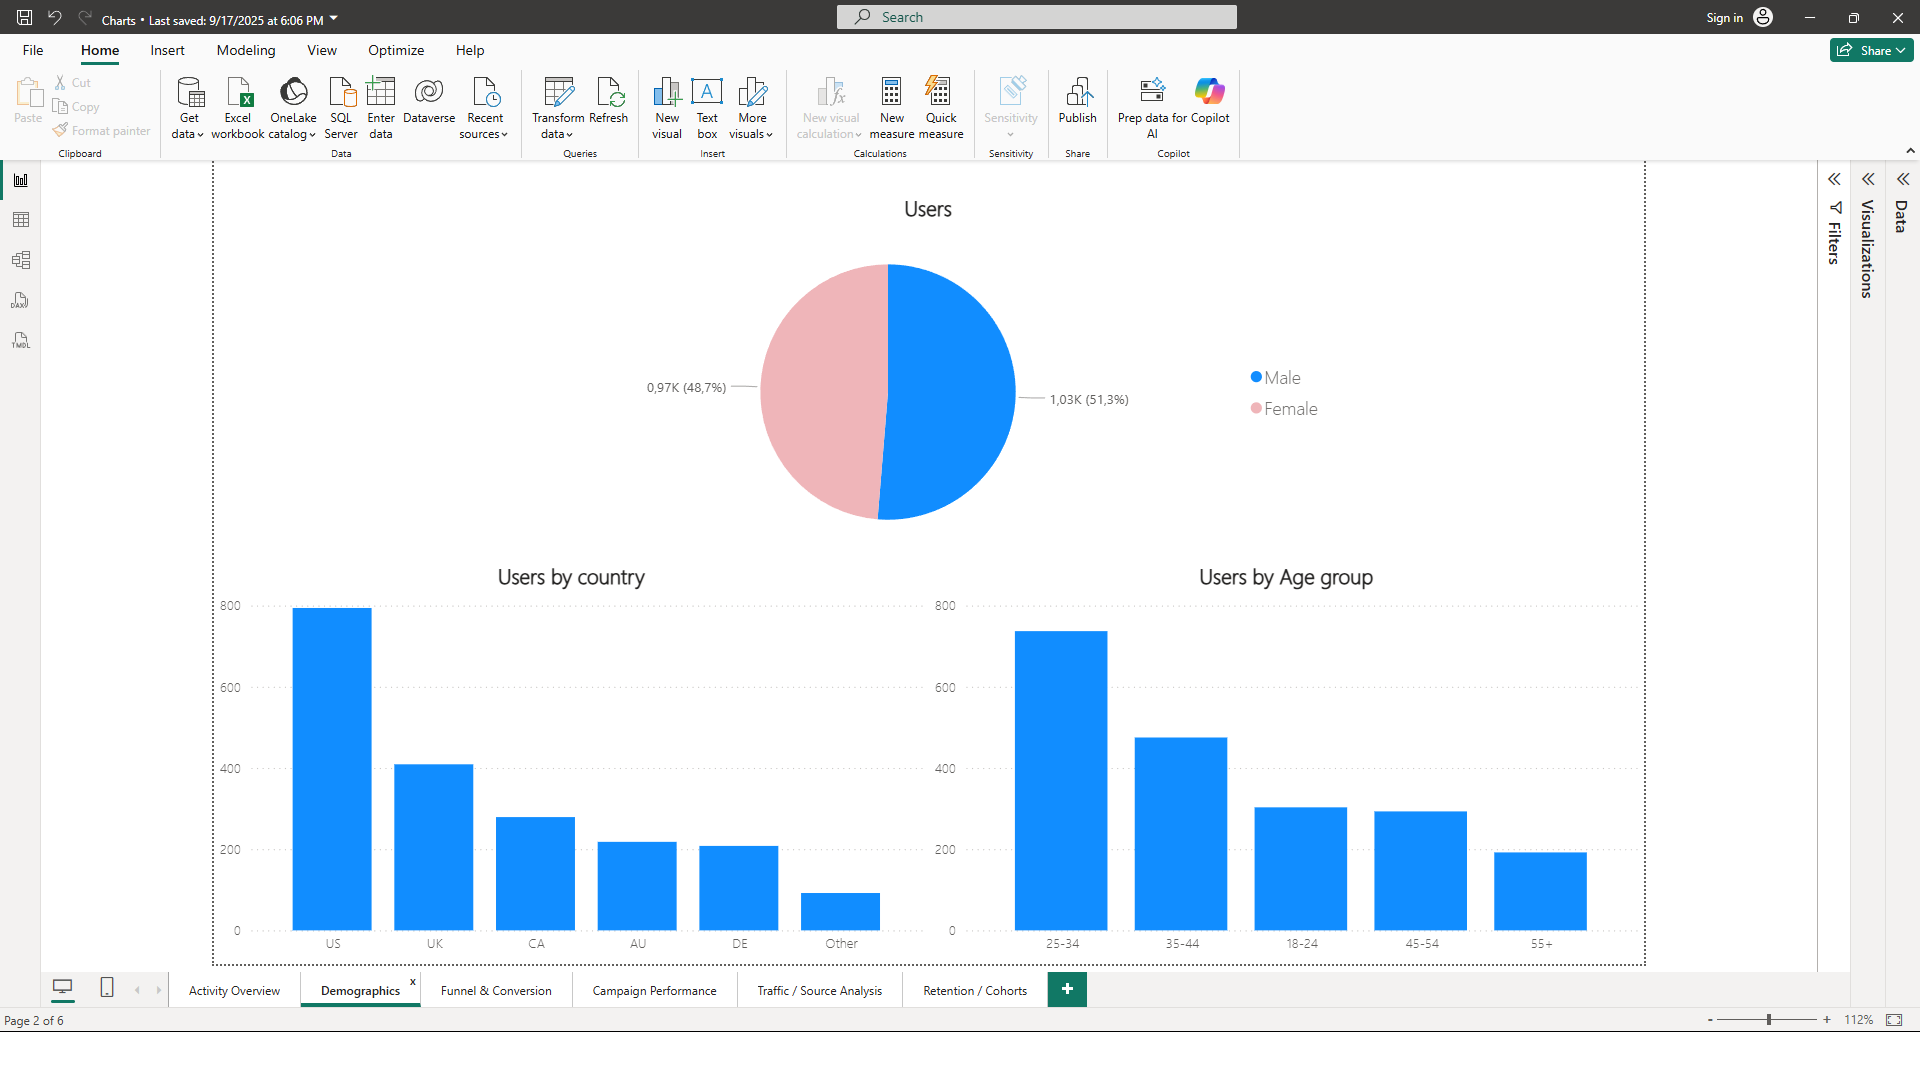 Charts • Last saved: 9/17/2025 at 6:06 PM
Search
Sign in
File Home Insert Modeling View Optimize Help
Share
Paste
Cut
Copy
Format painter
Clipboard
Get data
Excel workbook
OneLake catalog
SQL Server
Enter data
Dataverse
Recent sources
Data
Transform data
Refresh
Queries
New visual
Text box
More visuals
Insert
New visual calculation
New measure
Quick measure
Calculations
Sensitivity
Sensitivity
Publish
Share
Prep data for AI
Copilot
Copilot
DAX
TMDL
Filters
Visualizations
Data
Users
0,97K (48,7%)
1,03K (51,3%)
Male
Female
Users by country
800
600
400
200
0
US UK CA AU DE Other
Users by Age group
800
600
400
200
0
25-34 35-44 18-24 45-54 55+
Activity Overview
Demographics x
Funnel & Conversion
Campaign Performance
Traffic / Source Analysis
Retention / Cohorts
+
Page 2 of 6
- + 112%